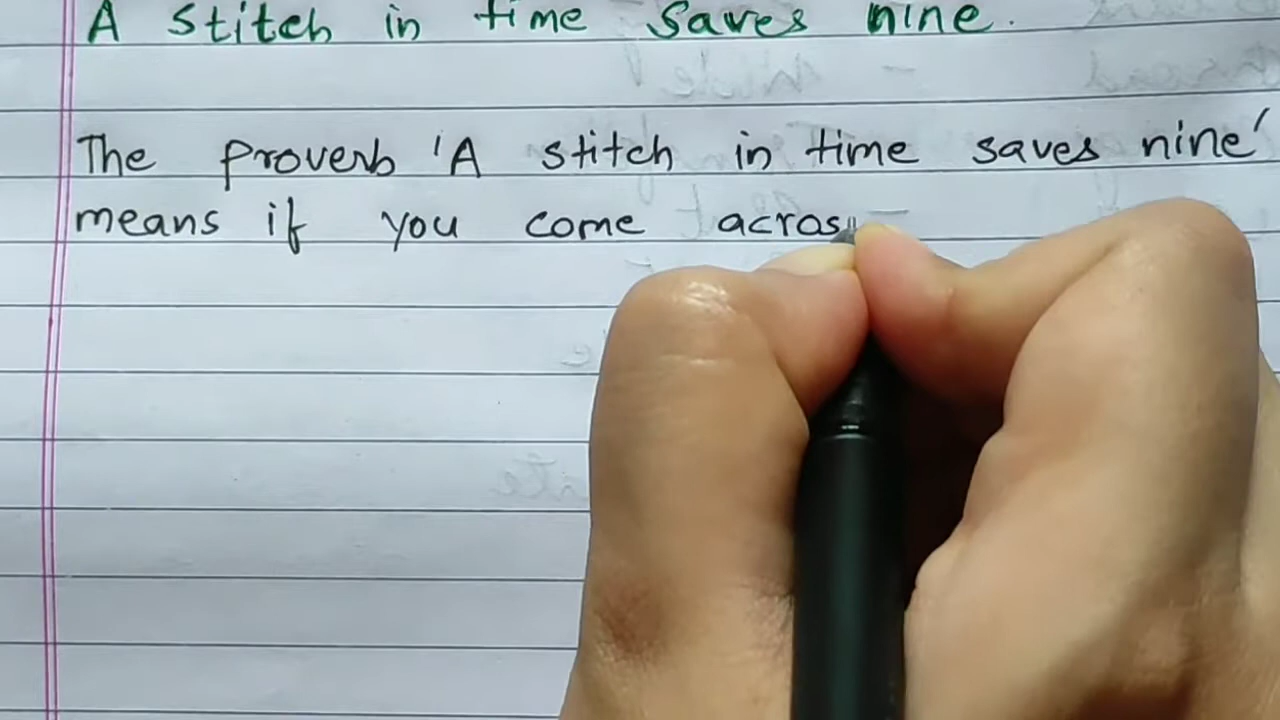 A stitch in time saves nine.
The proverb 'A stitch in time saves nine'
means if you come acros